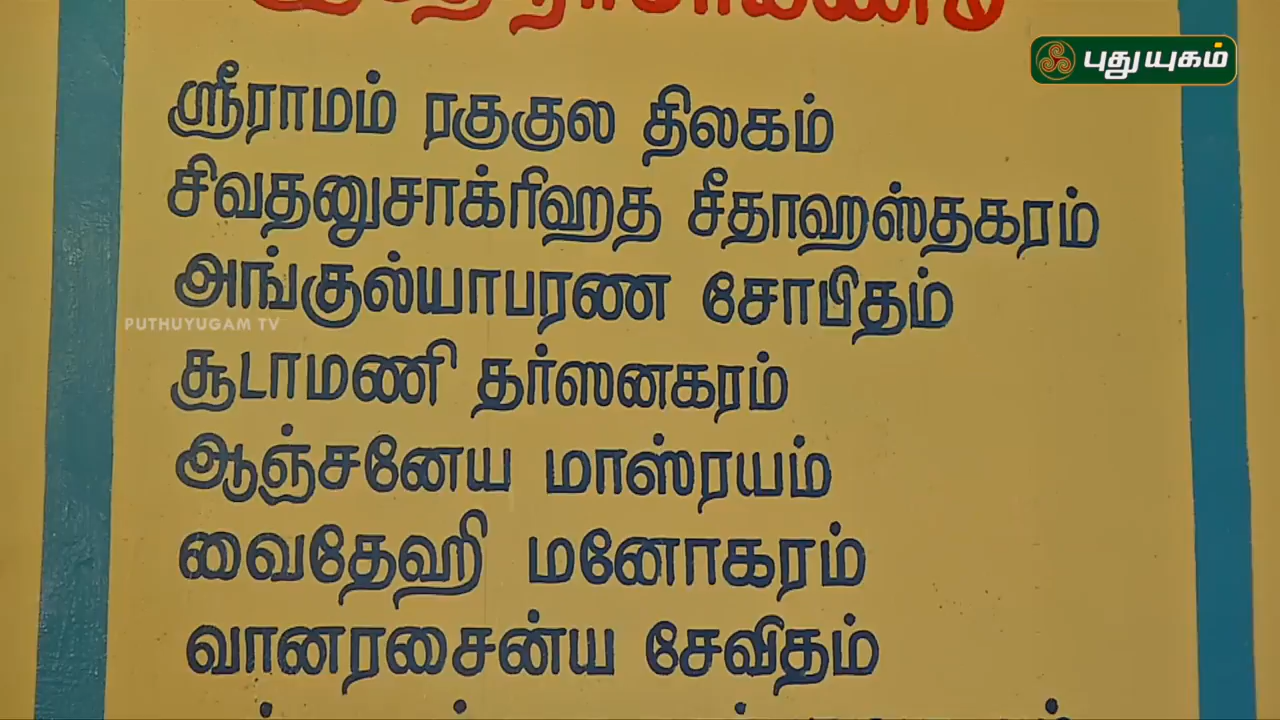 புதுயுகம்
ஸ்ரீராமம் ரகுகுல திலகம்
சிவதனுசாக்ரிஹத சீதாஹஸ்தகரம்
அங்குல்யாபரண சோபிதம்
PUTHUYUGAM TV
சூடாமணி தர்ஸனகரம்
ஆஞ்சனேய மாஸ்ரயம்
வைதேஹி மனோகரம்
வானரசைன்ய சேவிதம்